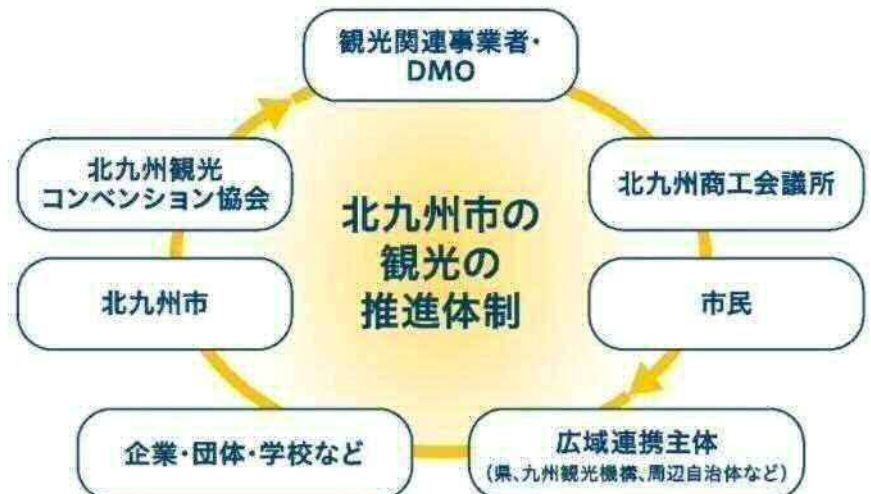 観光関連事業者・
DMO
北九州観光
コンベンション協会
北九州商工会議所
北九州市の
観光の
推進体制
北九州市
市民
企業・団体・学校など
広域連携主体
(県、九州観光機構、周辺自治体など)